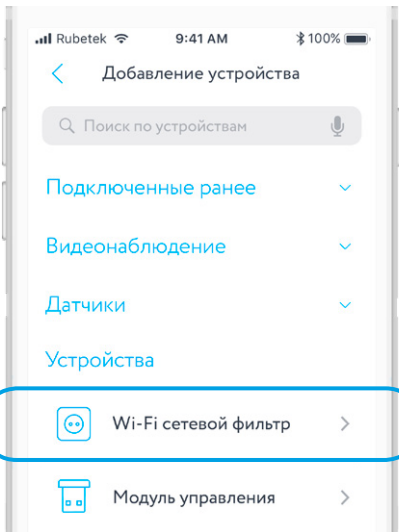 Rubetek 9:41 AM 100%
Добавление устройства
Поиск по устройствам
Подключенные ранее
Видеонаблюдение
Датчики
Устройства
Wi-Fi сетевой фильтр
Модуль управления